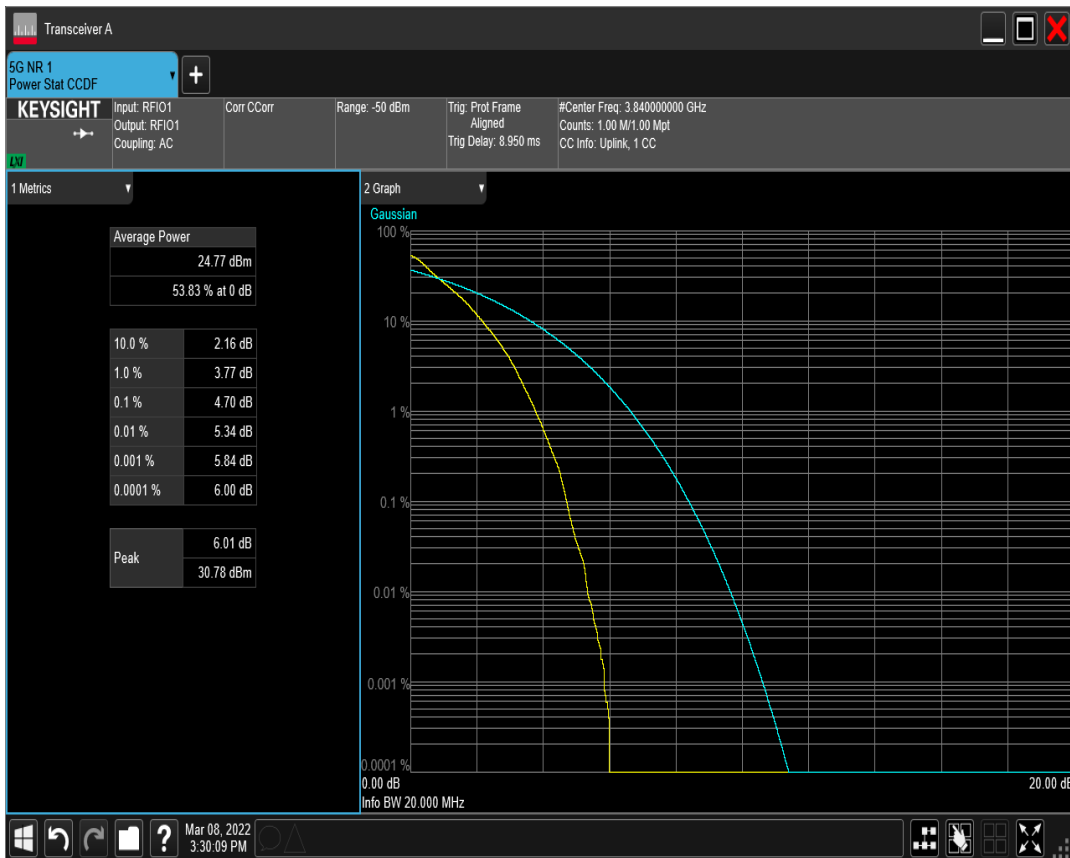 Transceiver A
5G NR 1
Power Stat CCDF
KEYSIGHT
LXI
Input: RFIO1
Output: RFIO1
Coupling: AC
Corr CCorr
Range: -50 dBm
Trig: Prot Frame
Aligned
Trig Delay: 8.950 ms
#Center Freq: 3.840000000 GHz
Counts: 1.00 M/1.00 Mpt
CC Info: Uplink, 1 CC
1 Metrics
Average Power
24.77 dBm
53.83 % at 0 dB
10.0 % 2.16 dB
1.0 % 3.77 dB
0.1 % 4.70 dB
0.01 % 5.34 dB
0.001 % 5.84 dB
0.0001 % 6.00 dB
Peak
6.01 dB
30.78 dBm
2 Graph
Gaussian
100 %
10 %
1 %
0.1 %
0.01 %
0.001 %
0.0001 %
0.00 dB
20.00 dB
Info BW 20.000 MHz
?
Mar 08, 2022
3:30:09 PM